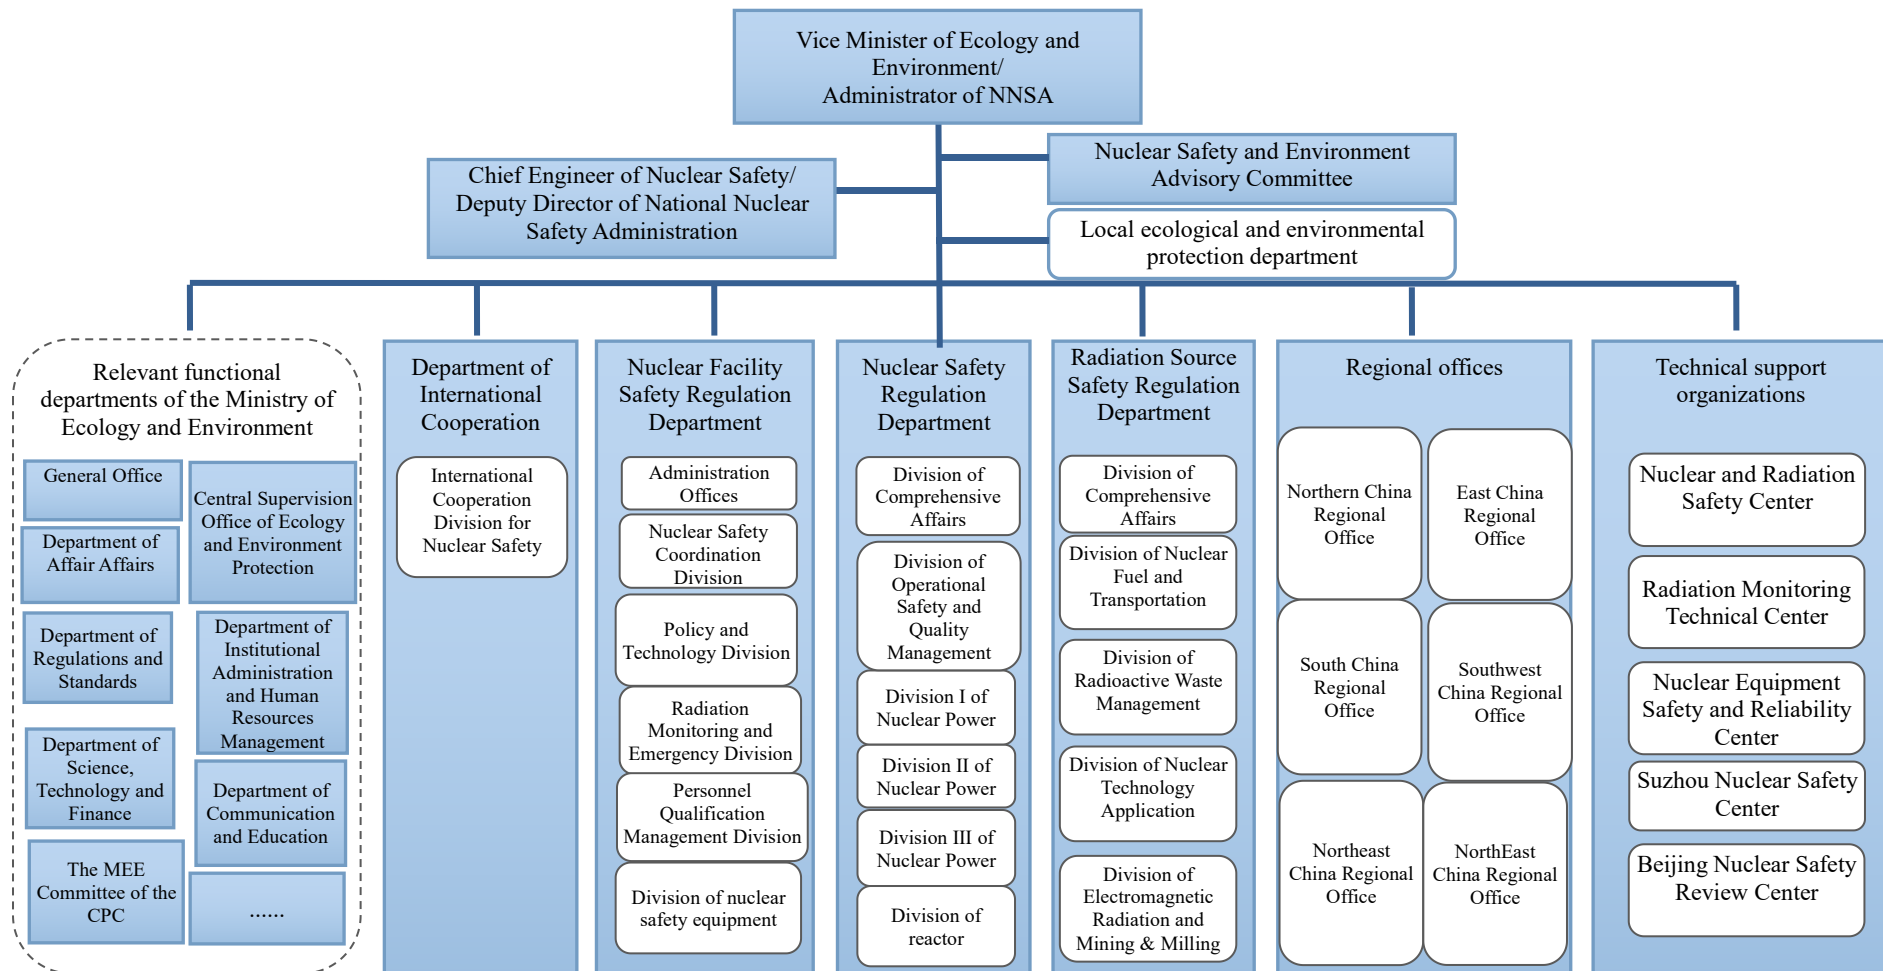 Vice Minister of Ecology and
Environment/
Administrator of NNSA
Nuclear Safety and Environment
Advisory Committee
Chief Engineer of Nuclear Safety/
Deputy Director of National Nuclear
Safety Administration
Local ecological and environmental
protection department
Relevant functional
departments of the Ministry of
Ecology and Environment
General Office
Central Supervision
Office of Ecology
and Environment
Protection
Department of
Affair Affairs
Department of
Regulations and
Standards
Department of
Institutional
Administration
and Human
Resources
Management
Department of
Science,
Technology and
Finance
Department of
Communication
and Education
The MEE
Committee of the
CPC
......
Department of
International
Cooperation
International
Cooperation
Division for
Nuclear Safety
Nuclear Facility
Safety Regulation
Department
Administration
Offices
Nuclear Safety
Coordination
Division
Policy and
Technology Division
Radiation
Monitoring and
Emergency Division
Personnel
Qualification
Management Division
Division of nuclear
safety equipment
Nuclear Safety
Regulation
Department
Division of
Comprehensive
Affairs
Division of
Operational
Safety and
Quality
Management
Division I of
Nuclear Power
Division II of
Nuclear Power
Division III of
Nuclear Power
Division of
reactor
Radiation Source
Safety Regulation
Department
Division of
Comprehensive
Affairs
Division of Nuclear
Fuel and
Transportation
Division of
Radioactive Waste
Management
Division of Nuclear
Technology
Application
Division of
Electromagnetic
Radiation and
Mining & Milling
Regional offices
Northern China
Regional
Office
East China
Regional
Office
South China
Regional
Office
Southwest
China Regional
Office
Northeast
China Regional
Office
NorthEast
China Regional
Office
Technical support
organizations
Nuclear and Radiation
Safety Center
Radiation Monitoring
Technical Center
Nuclear Equipment
Safety and Reliability
Center
Suzhou Nuclear Safety
Center
Beijing Nuclear Safety
Review Center